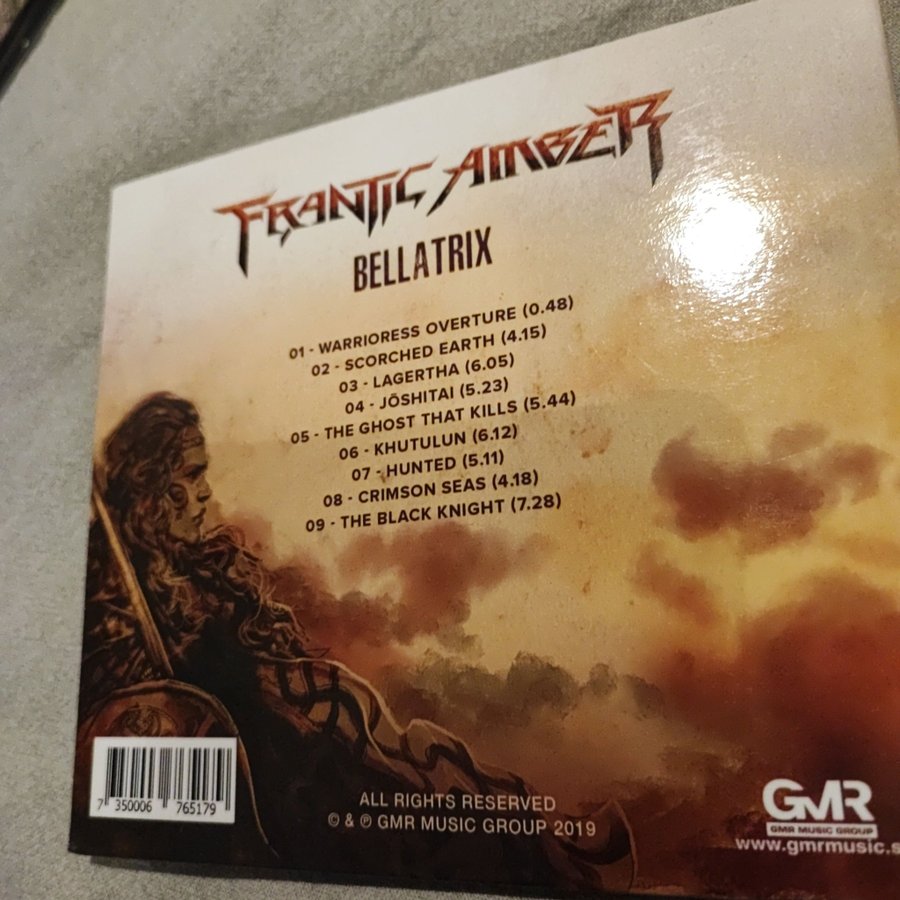 FRANTIC AMBER
BELLATRIX
01 - WARRIORESS OVERTURE (0.48)
02 - SCORCHED EARTH (4.15)
03 - LAGERTHA (6.05)
04 - JŌSHITAI (5.23)
05 - THE GHOST THAT KILLS (5.44)
06 - KHUTULUN (6.12)
07 - HUNTED (5.11)
08 - CRIMSON SEAS (4.18)
09 - THE BLACK KNIGHT (7.28)
7 350006 765179
ALL RIGHTS RESERVED
© & ℗ GMR MUSIC GROUP 2019
GMR
GMR MUSIC GROUP
www.gmrmusic.s